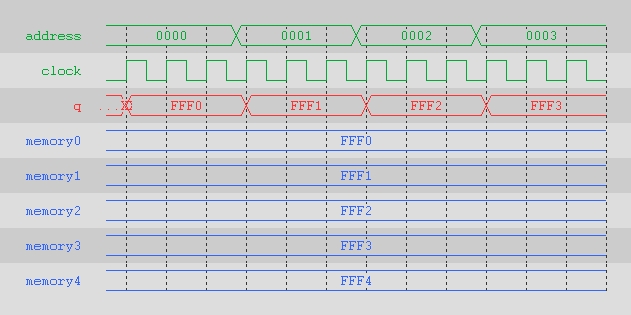 address 0000 0001 0002 0003
clock
q ...XX FFF0 FFF1 FFF2 FFF3
memory0 FFF0
memory1 FFF1
memory2 FFF2
memory3 FFF3
memory4 FFF4